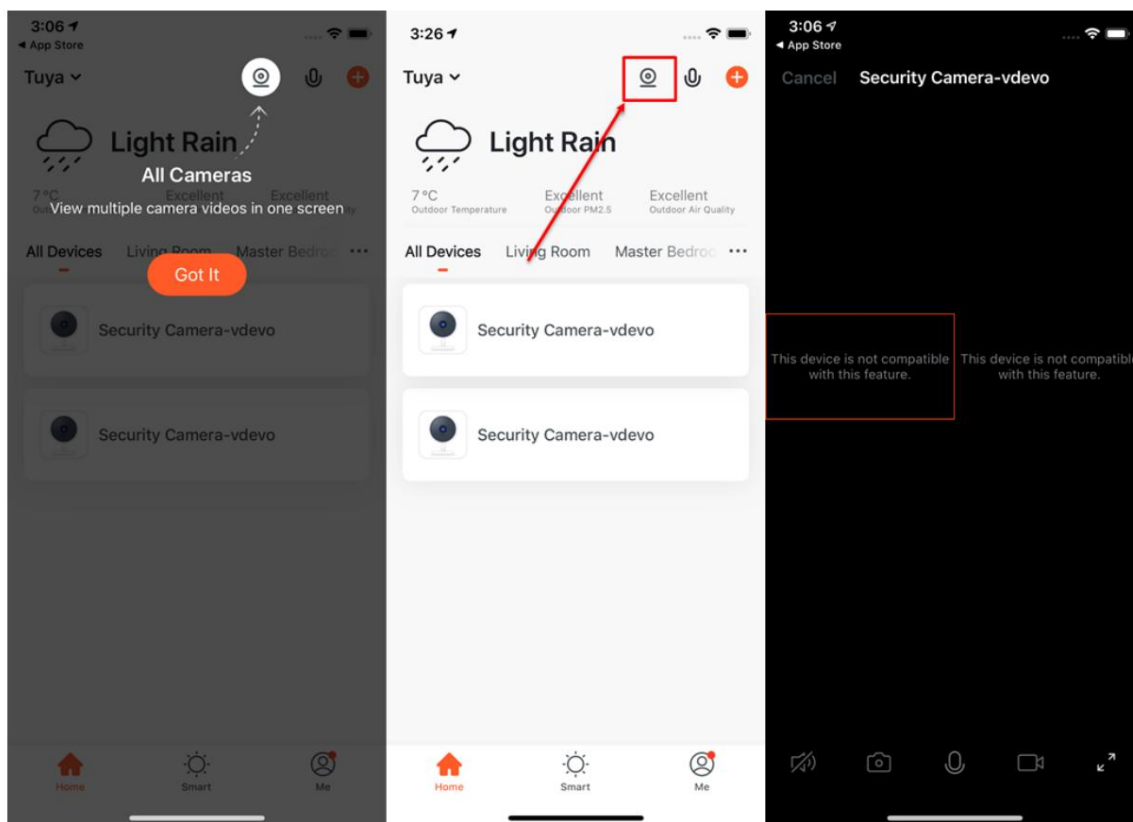 3:06
◄ App Store
Tuya
Light Rain
All Cameras
7°C
Excellent
Excellent
View multiple camera videos in one screen
All Devices
Living Room
Master Bedroo
Got It
Security Camera-vdevo
Security Camera-vdevo
Home
Smart
Me
3:26
Tuya
Light Rain
7°C
Excellent
Excellent
Outdoor Temperature
Outdoor PM2.5
Outdoor Air Quality
All Devices
Living Room
Master Bedroo
Security Camera-vdevo
Security Camera-vdevo
Home
Smart
Me
3:06
◄ App Store
Cancel
Security Camera-vdevo
This device is not compatible
with this feature.
This device is not compatible
with this feature.